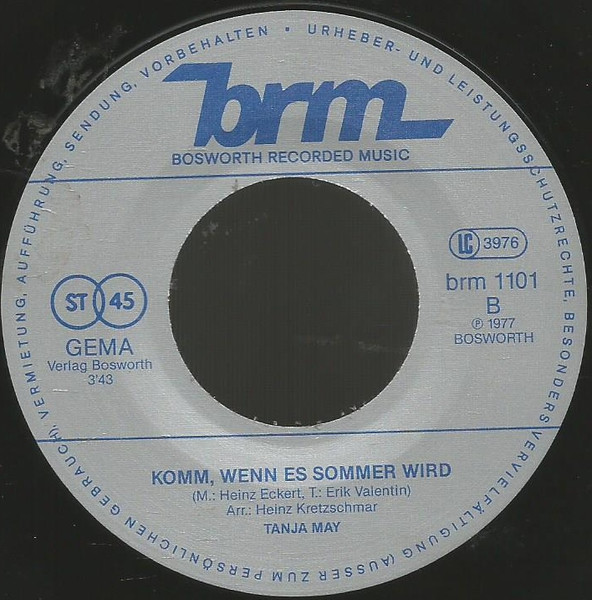 URHEBER- UND LEISTUNGSSCHUTZRECHTE, BESONDERS VERVIELFÄLTIGUNG (AUSSER ZUM PERSÖNLICHEN GEBRAUCH), VERMIETUNG, AUFFÜHRUNG, SENDUNG, VORBEHALTEN •
brm
BOSWORTH RECORDED MUSIC
LC 3976
brm 1101
B
℗ 1977
BOSWORTH
ST 45
GEMA
Verlag Bosworth
3'43
KOMM, WENN ES SOMMER WIRD
(M.: Heinz Eckert, T.: Erik Valentin)
Arr.: Heinz Kretzschmar
TANJA MAY